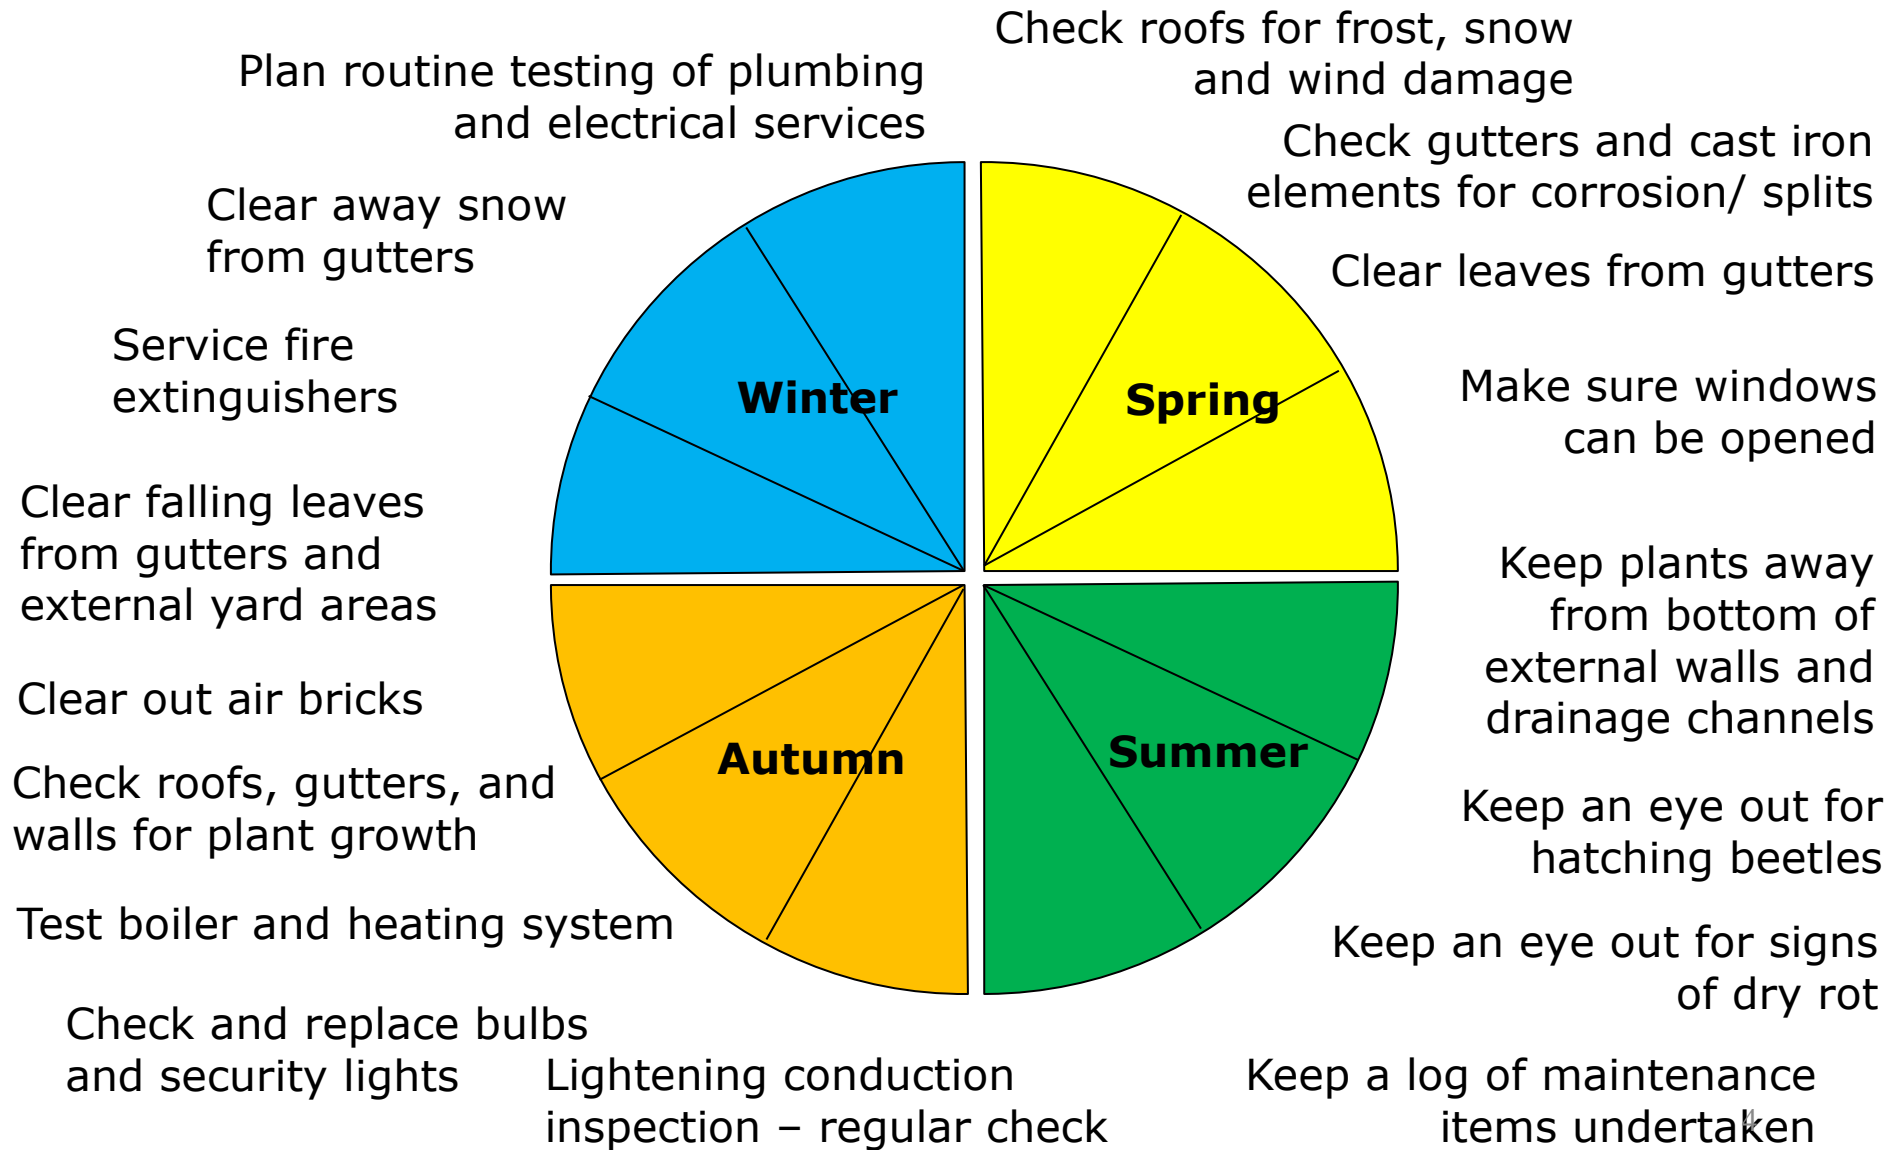 Check roofs for frost, snow
and wind damage
Plan routine testing of plumbing
and electrical services
Check gutters and cast iron
elements for corrosion/ splits
Clear away snow
from gutters
Clear leaves from gutters
Service fire
extinguishers
Winter
Spring
Make sure windows
can be opened
Clear falling leaves
from gutters and
external yard areas
Keep plants away
from bottom of
external walls and
drainage channels
Clear out air bricks
Autumn
Summer
Check roofs, gutters, and
walls for plant growth
Keep an eye out for
hatching beetles
Test boiler and heating system
Keep an eye out for signs
of dry rot
Check and replace bulbs
and security lights
Lightening conduction
inspection – regular check
Keep a log of maintenance
items undertaken
4